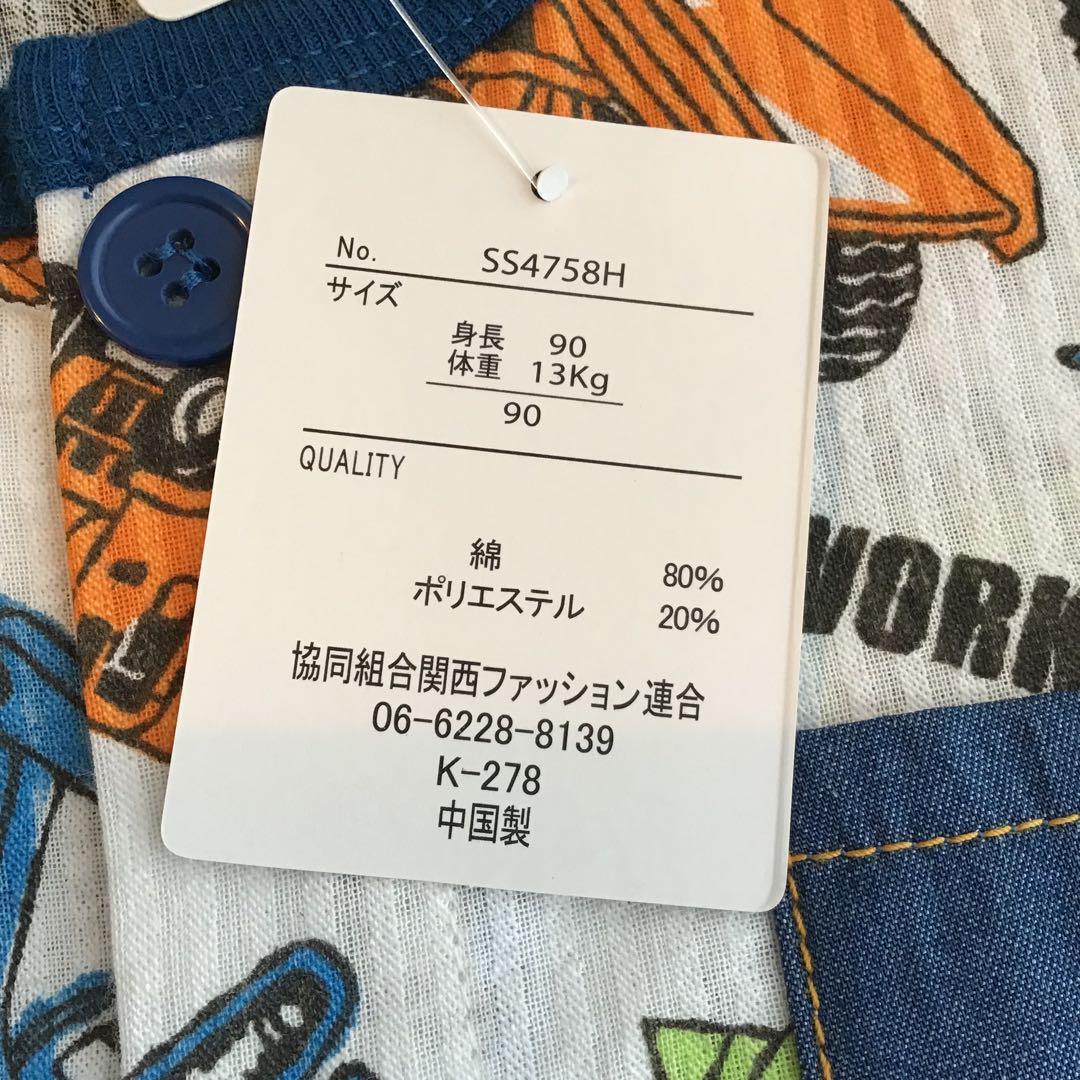 No. SS4758H
サイズ
身長 90
体重 13Kg
90
QUALITY
綿 80%
ポリエステル 20%
協同組合関西ファッション連合
06-6228-8139
K-278
中国製
WORK